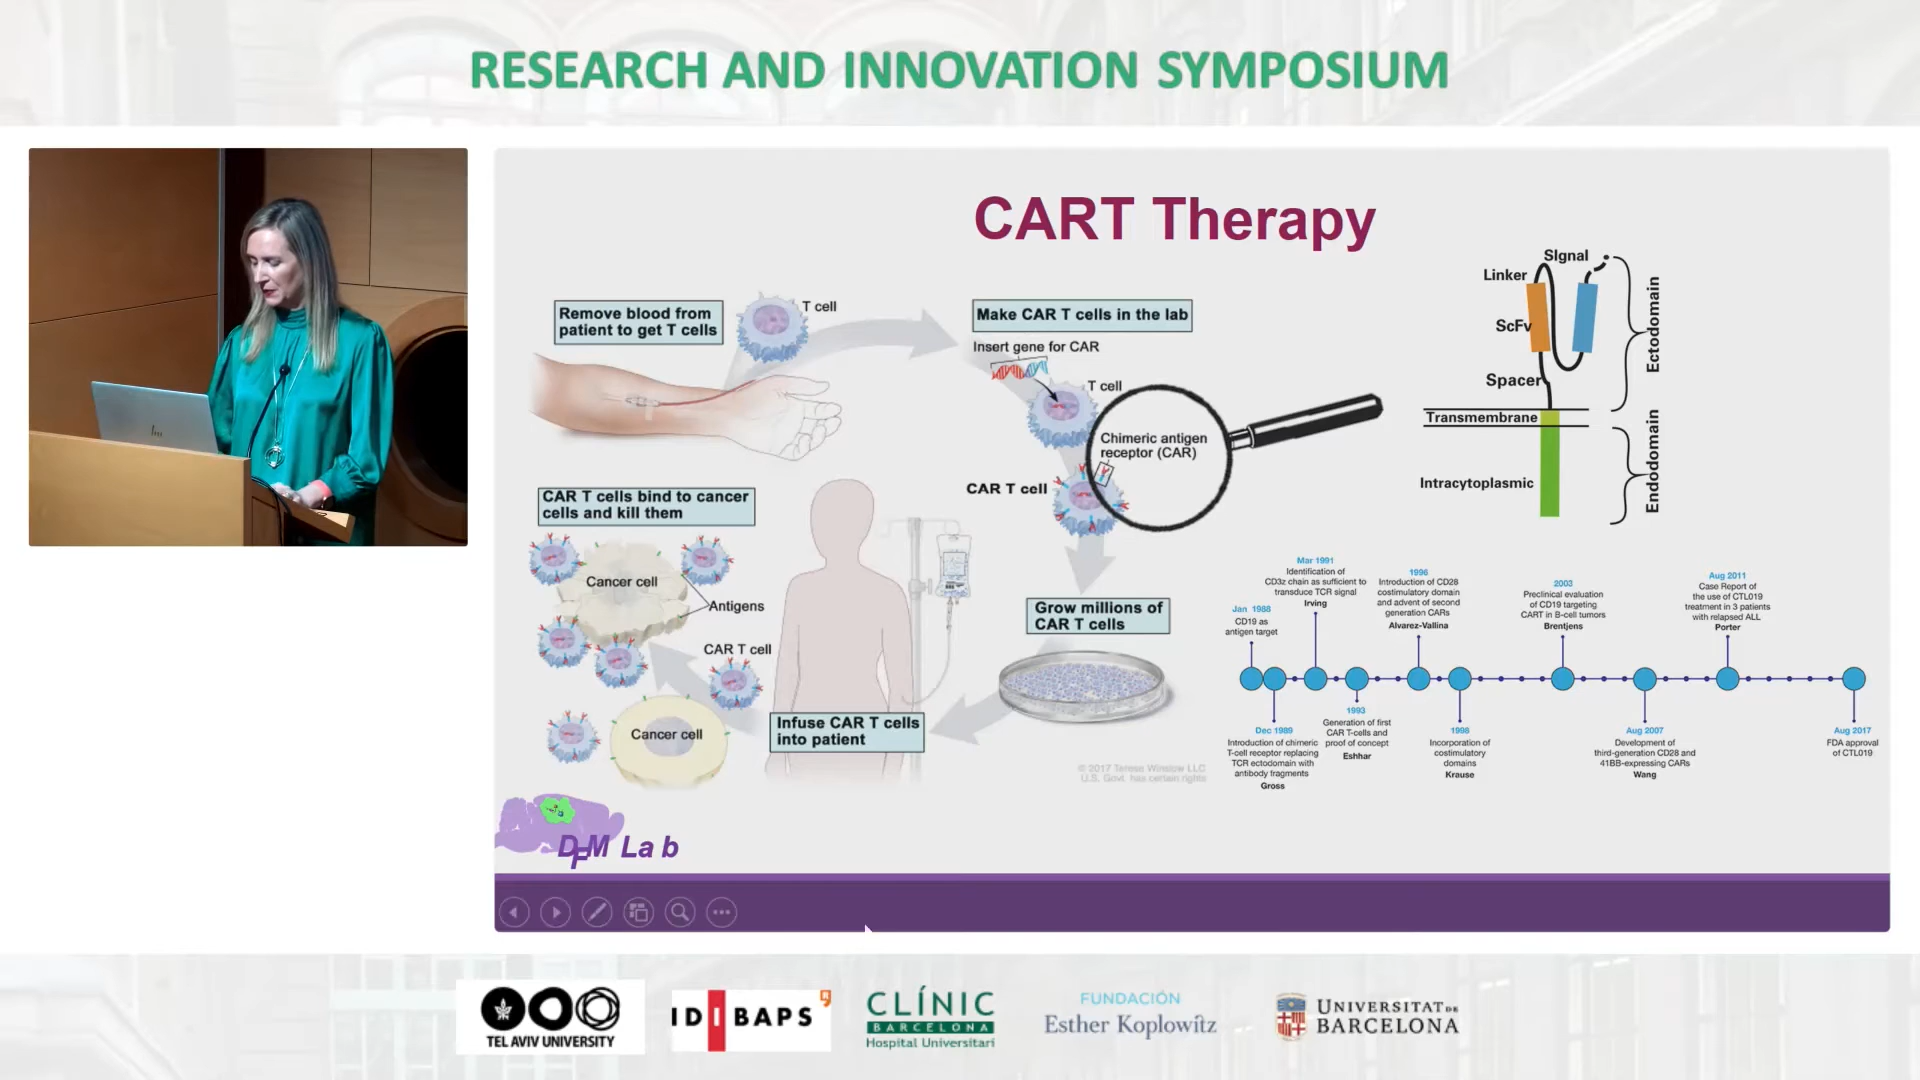 RESEARCH AND INNOVATION SYMPOSIUM
CART Therapy
Remove blood from
patient to get T cells
T cell
Make CAR T cells in the lab
Insert gene for CAR
T cell
Chimeric antigen
receptor (CAR)
CAR T cell
CAR T cells bind to cancer
cells and kill them
Cancer cell
Antigens
CAR T cell
Cancer cell
Grow millions of
CAR T cells
Infuse CAR T cells
into patient
© 2017 Terese Winslow LLC
U.S. Govt. has certain rights
SIgnal
Linker
ScFv
Spacer
Transmembrane
Intracytoplasmic
Ectodomain
Endodomain
Jan 1988
CD19 as
antigen target
Mar 1991
Identification of
CD3z chain as sufficient to
transduce TCR signal
Irving
1996
Introduction of CD28
costimulatory domain
and advent of second
generation CARs
Alvarez-Vallina
2003
Preclinical evaluation
of CD19 targeting
CART in B-cell tumors
Brentjens
Aug 2011
Case Report of
the use of CTL019
treatment in 3 patients
with relapsed ALL
Porter
Dec 1989
Introduction of chimeric
T-cell receptor replacing
TCR ectodomain with
antibody fragments
Gross
1993
Generation of first
CAR T-cells and
proof of concept
Eshhar
1998
Incorporation of
costimulatory
domains
Krause
Aug 2007
Development of
third-generation CD28 and
41BB-expressing CARs
Wang
Aug 2017
FDA approval
of CTL019
DFM Lab
TEL AVIV UNIVERSITY
IDIBAPS
CLÍNIC
BARCELONA
Hospital Universitari
FUNDACIÓN
Esther Koplowitz
UNIVERSITAT DE
BARCELONA